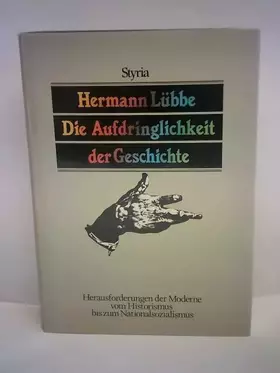 Styria
Hermann Lübbe
Die Aufdringlichkeit
der Geschichte
Herausforderungen der Moderne
vom Historismus
bis zum Nationalsozialismus